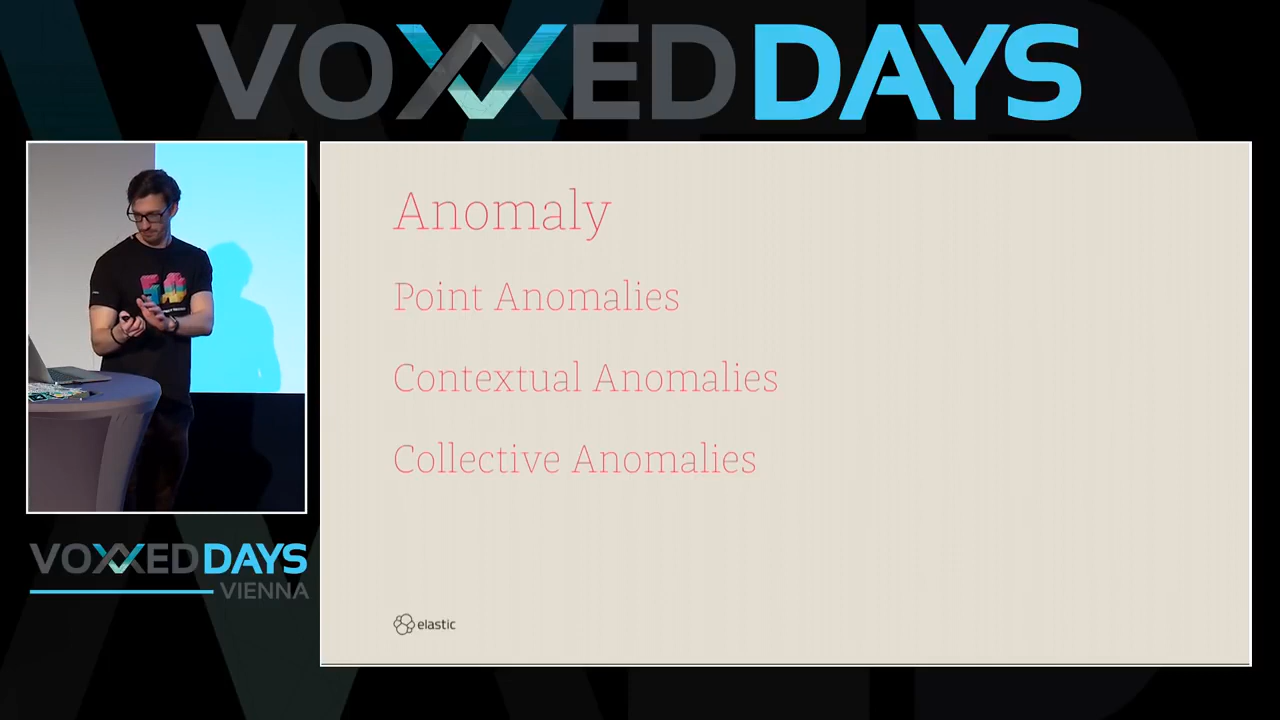 VOXXED DAYS
Anomaly
Point Anomalies
Contextual Anomalies
Collective Anomalies
elastic
VOXXED DAYS
VIENNA